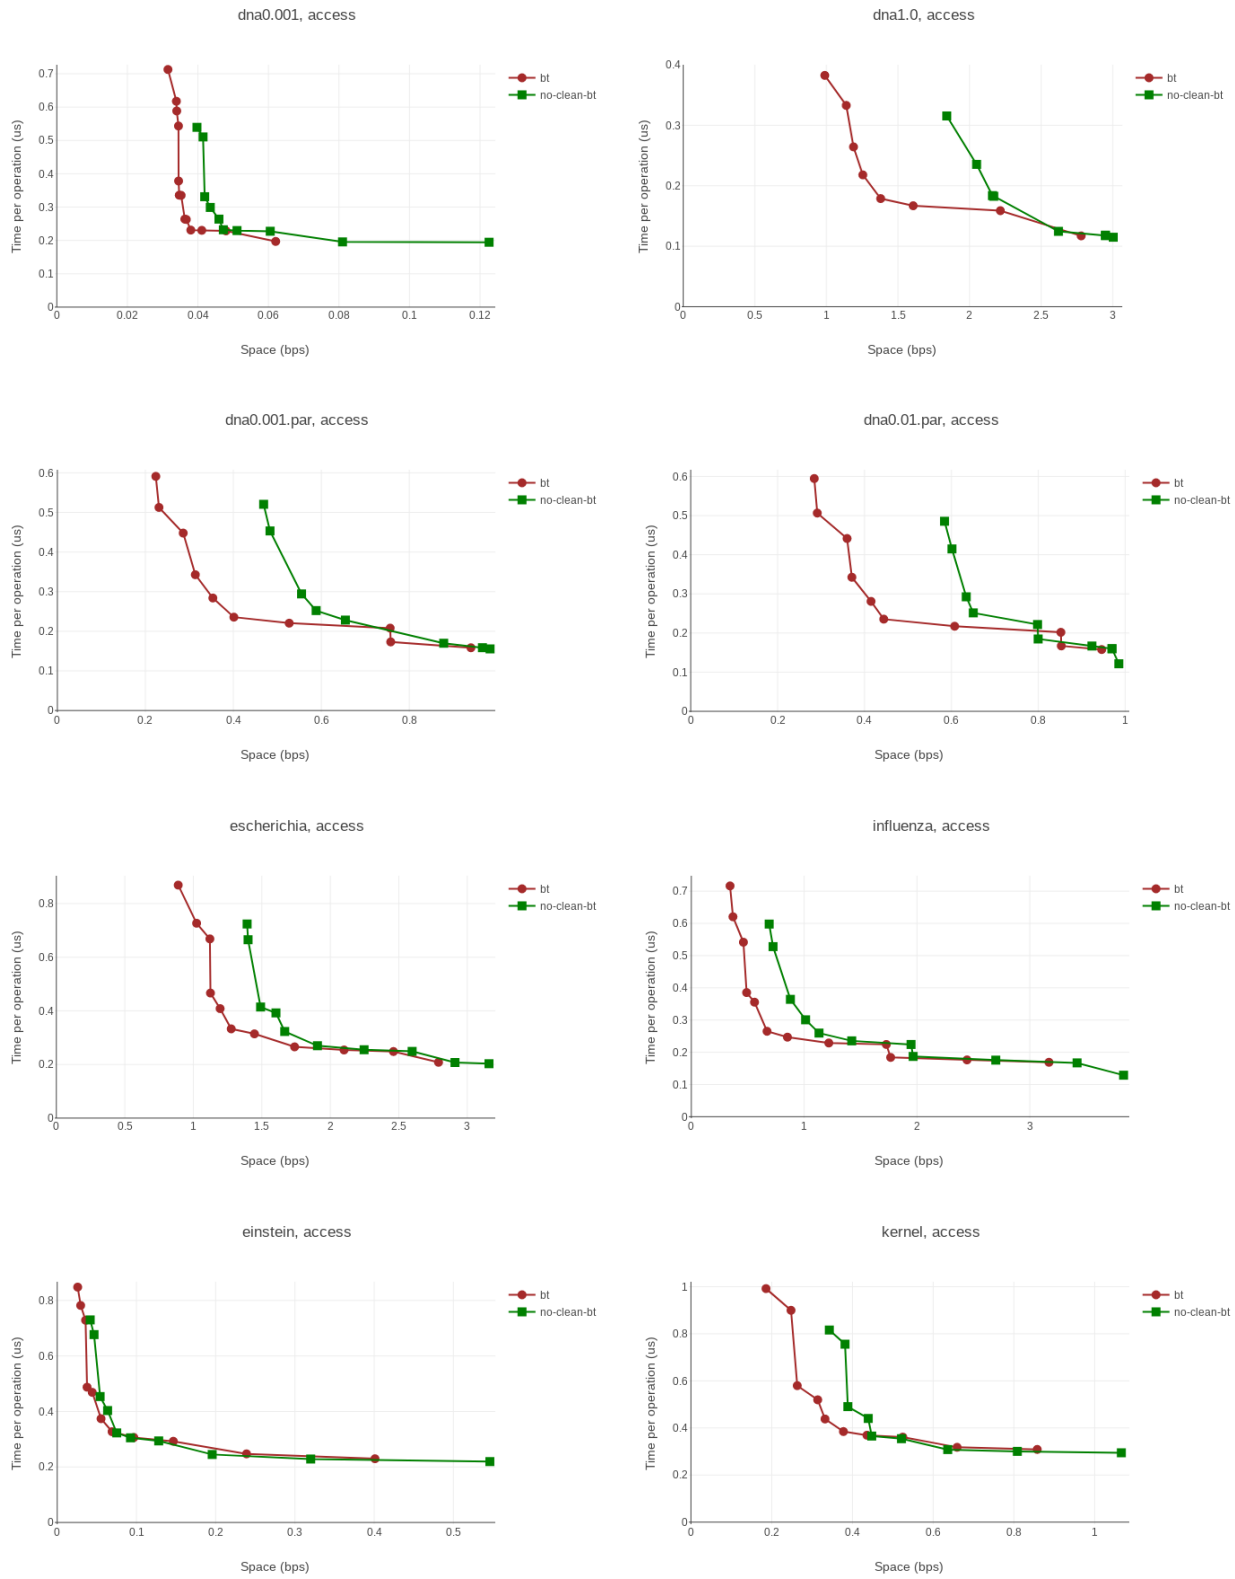 dna0.001, access
0.7
0.6
0.5
0.4
0.3
0.2
0.1
0
Time per operation (us)
0 0.02 0.04 0.06 0.08 0.1 0.12
Space (bps)
bt
no-clean-bt
dna1.0, access
0.4
0.3
0.2
0.1
0
Time per operation (us)
0 0.5 1 1.5 2 2.5 3
Space (bps)
bt
no-clean-bt
dna0.001.par, access
0.6
0.5
0.4
0.3
0.2
0.1
0
Time per operation (us)
0 0.2 0.4 0.6 0.8
Space (bps)
bt
no-clean-bt
dna0.01.par, access
0.6
0.5
0.4
0.3
0.2
0.1
0
Time per operation (us)
0 0.2 0.4 0.6 0.8 1
Space (bps)
bt
no-clean-bt
escherichia, access
0.8
0.6
0.4
0.2
0
Time per operation (us)
0 0.5 1 1.5 2 2.5 3
Space (bps)
bt
no-clean-bt
influenza, access
0.7
0.6
0.5
0.4
0.3
0.2
0.1
0
Time per operation (us)
0 1 2 3
Space (bps)
bt
no-clean-bt
einstein, access
0.8
0.6
0.4
0.2
0
Time per operation (us)
0 0.1 0.2 0.3 0.4 0.5
Space (bps)
bt
no-clean-bt
kernel, access
1
0.8
0.6
0.4
0.2
0
Time per operation (us)
0.2 0.4 0.6 0.8 1
Space (bps)
bt
no-clean-bt